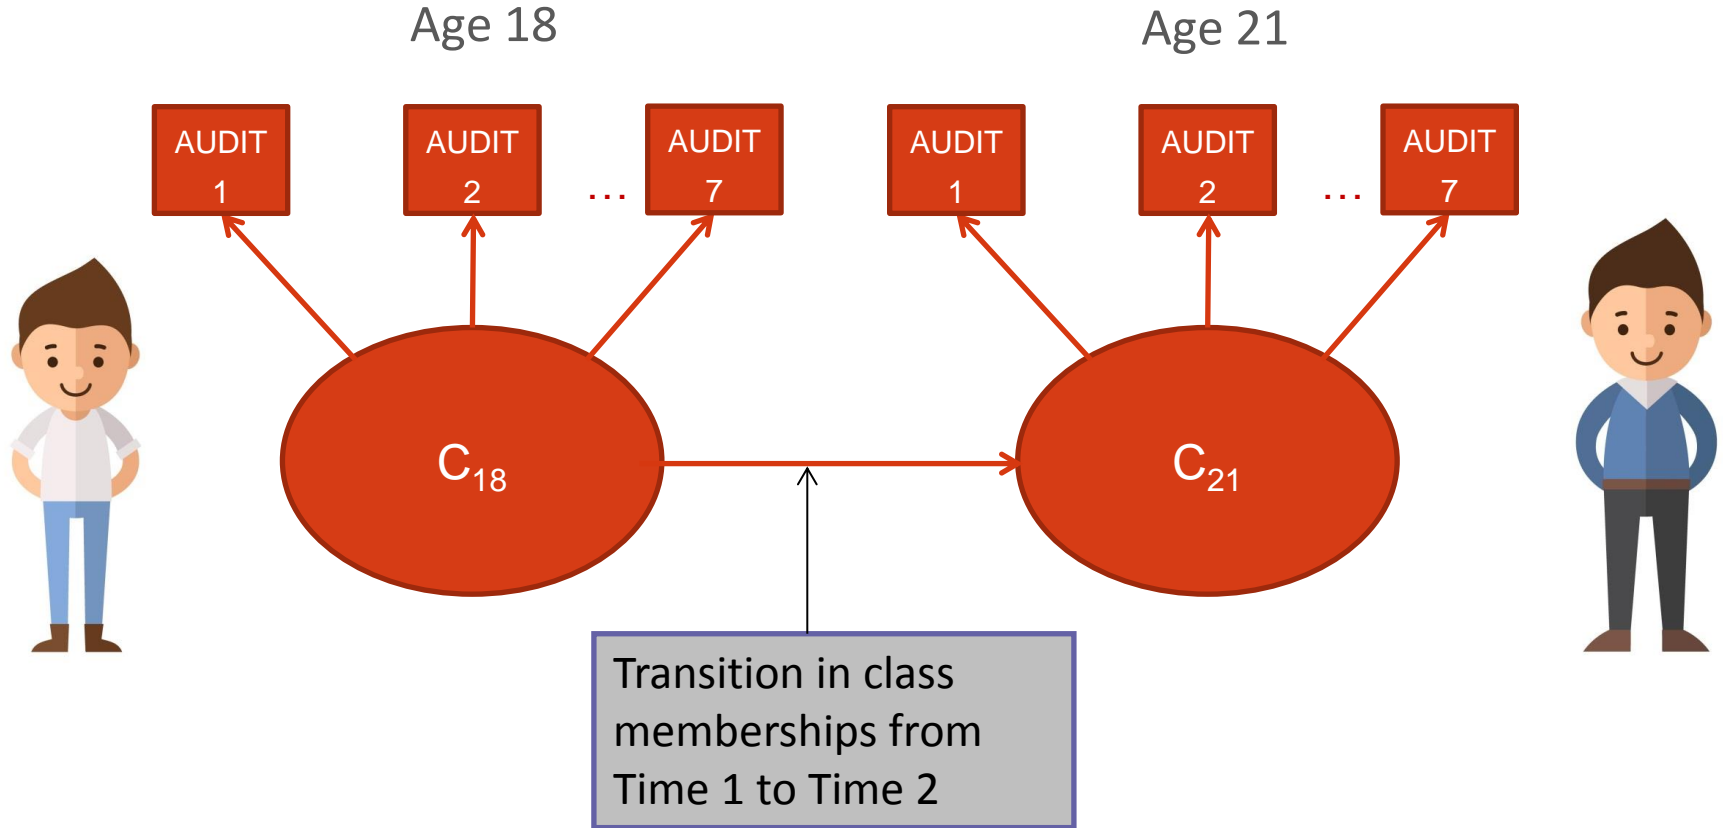 Age 18
Age 21
AUDIT
1
AUDIT
2
...
AUDIT
7
AUDIT
1
AUDIT
2
...
AUDIT
7
C18
C21
Transition in class
memberships from
Time 1 to Time 2